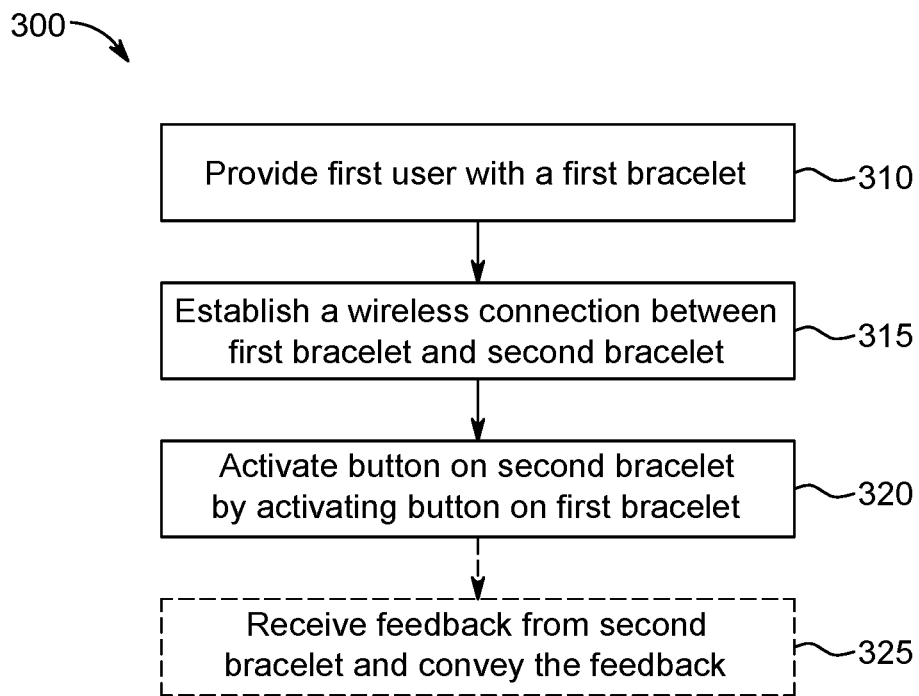 300
Provide first user with a first bracelet
310
Establish a wireless connection between
first bracelet and second bracelet
315
Activate button on second bracelet
by activating button on first bracelet
320
Receive feedback from second
bracelet and convey the feedback
325